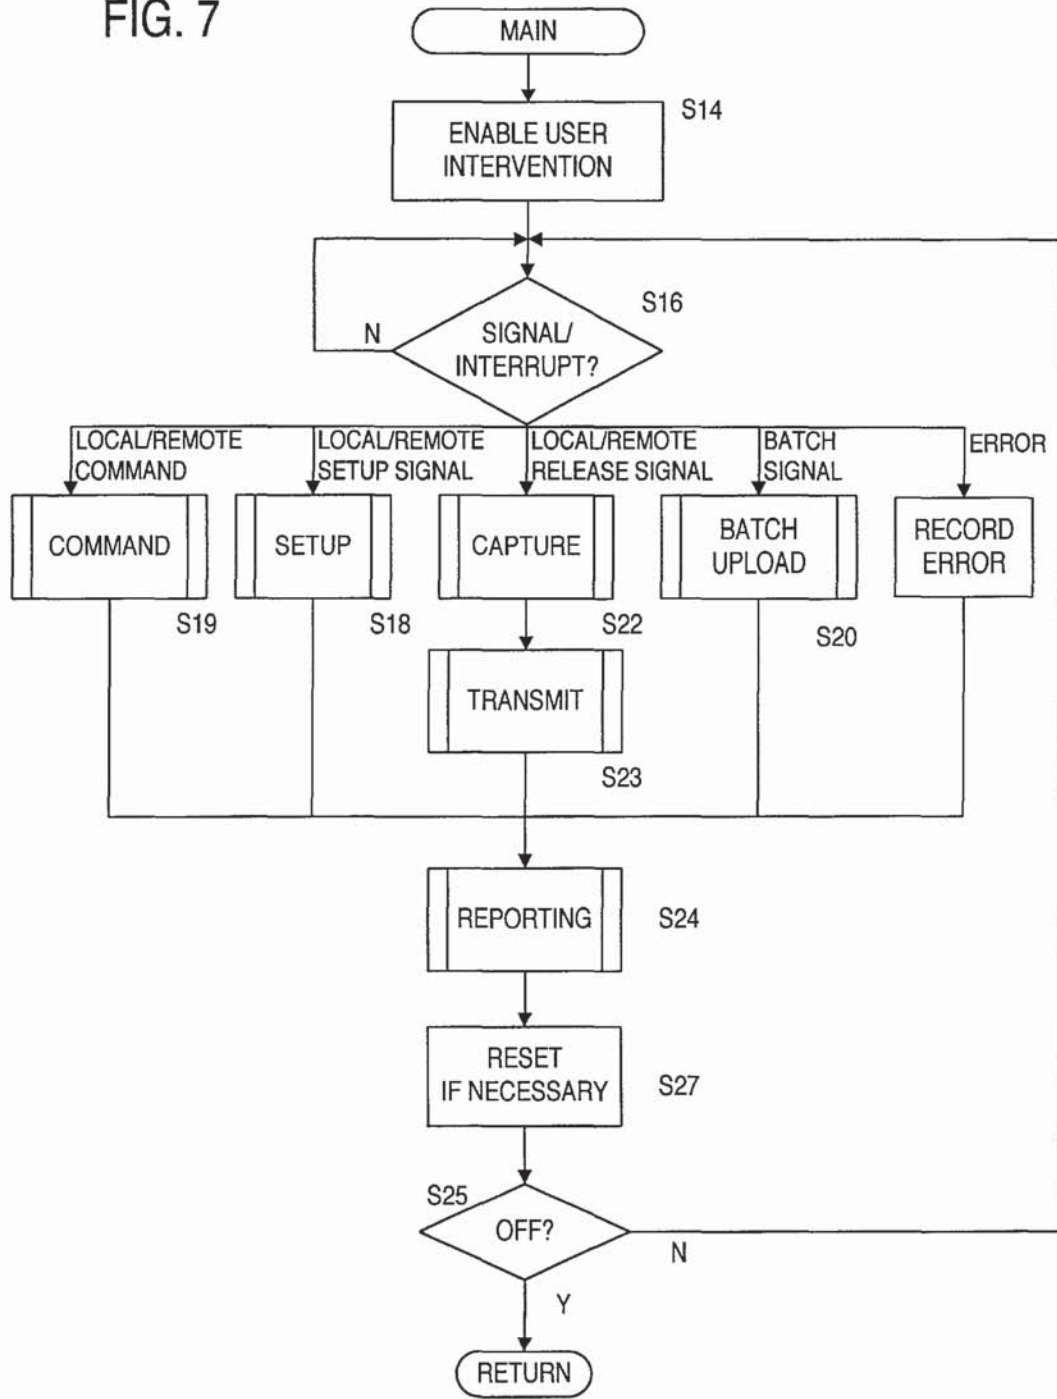 FIG. 7
MAIN
S14
ENABLE USER
INTERVENTION
S16
N
SIGNAL/
INTERRUPT?
LOCAL/REMOTE
COMMAND
LOCAL/REMOTE
SETUP SIGNAL
LOCAL/REMOTE
RELEASE SIGNAL
BATCH
SIGNAL
ERROR
COMMAND
SETUP
CAPTURE
BATCH
UPLOAD
RECORD
ERROR
S19
S18
S22
S20
TRANSMIT
S23
REPORTING
S24
RESET
IF NECESSARY
S27
S25
OFF?
N
Y
RETURN